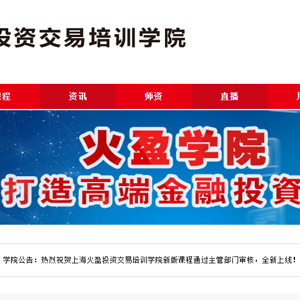 投资交易培训学院
程 资讯 师资 直播
火盈学院
打造高端金融投资
学院公告：热烈祝贺上海火盈投资交易培训学院新版课程通过主管部门审核，全新上线！